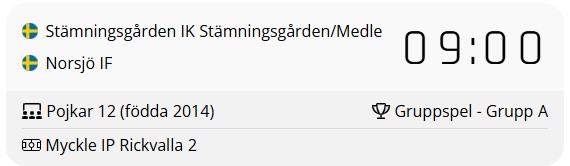 Stämningsgården IK Stämningsgården/Medle
Norsjö IF
09:00
Pojkar 12 (födda 2014)
Gruppspel - Grupp A
Myckle IP Rickvalla 2